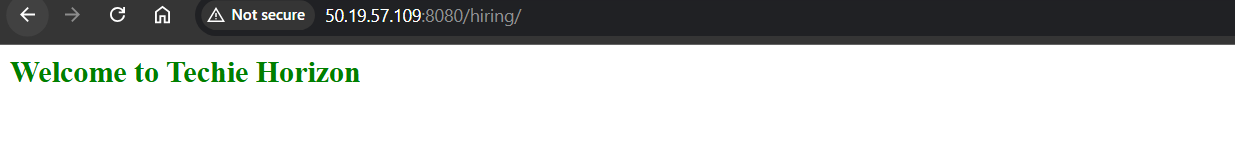 Not secure 50.19.57.109:8080/hiring/
Welcome to Techie Horizon